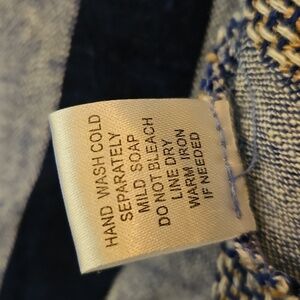 HAND WASH COLD
SEPARATELY
MILD SOAP
DO NOT BLEACH
LINE DRY
WARM IRON
IF NEEDED